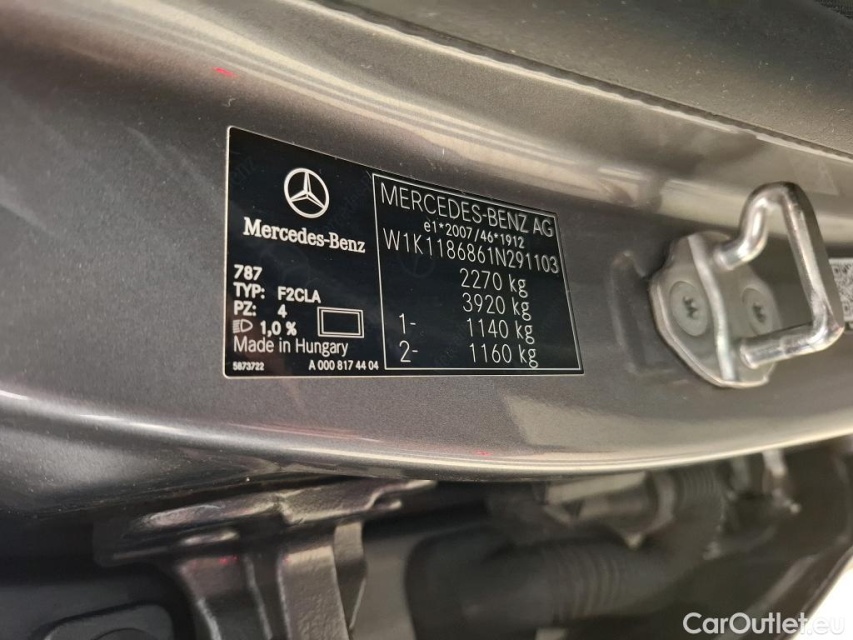 Mercedes-Benz
787
TYP: F2CLA
PZ: 4
1,0 %
Made in Hungary
5873722 A 000 817 44 04
MERCEDES-BENZ AG
e1*2007/46*1912
W1K1186861N291103
2270 kg
3920 kg
1- 1140 kg
2- 1160 kg
CarOutlet.eu